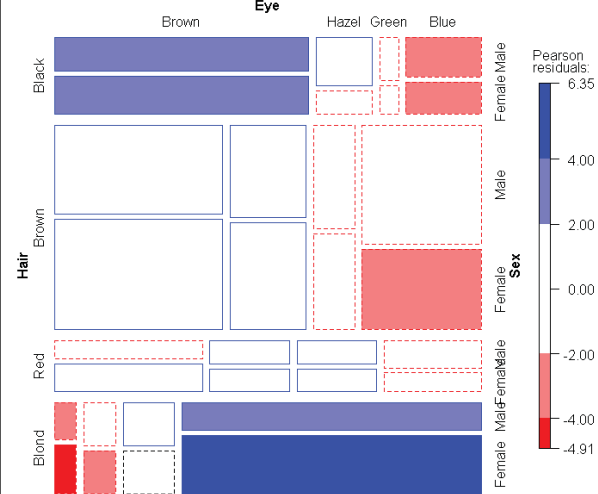 Eye
Brown Hazel Green Blue
Black
Male
Female
Brown
Male
Female
Red
Male
Female
Blond
Male
Female
Hair
Sex
Pearson
residuals:
6.35
4.00
2.00
0.00
-2.00
-4.00
-4.91